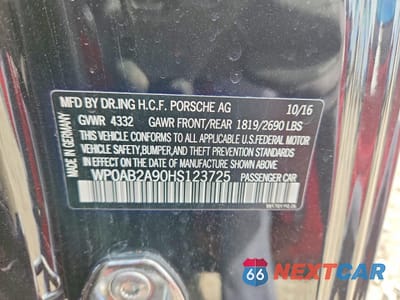 MFD BY DR.ING H.C.F. PORSCHE AG 10/16
GVWR 4332 GAWR FRONT/REAR 1819/2690 LBS
THIS VEHICLE CONFORMS TO ALL APPLICABLE U.S. FEDERAL MOTOR
VEHICLE SAFETY, BUMPER, AND THEFT PREVENTION STANDARDS IN
EFFECT ON THE DATE OF MANUFACTURE SHOWN ABOVE.
WP0AB2A90HS123725 PASSENGER CAR
MADE IN GERMANY
66 NEXTCAR